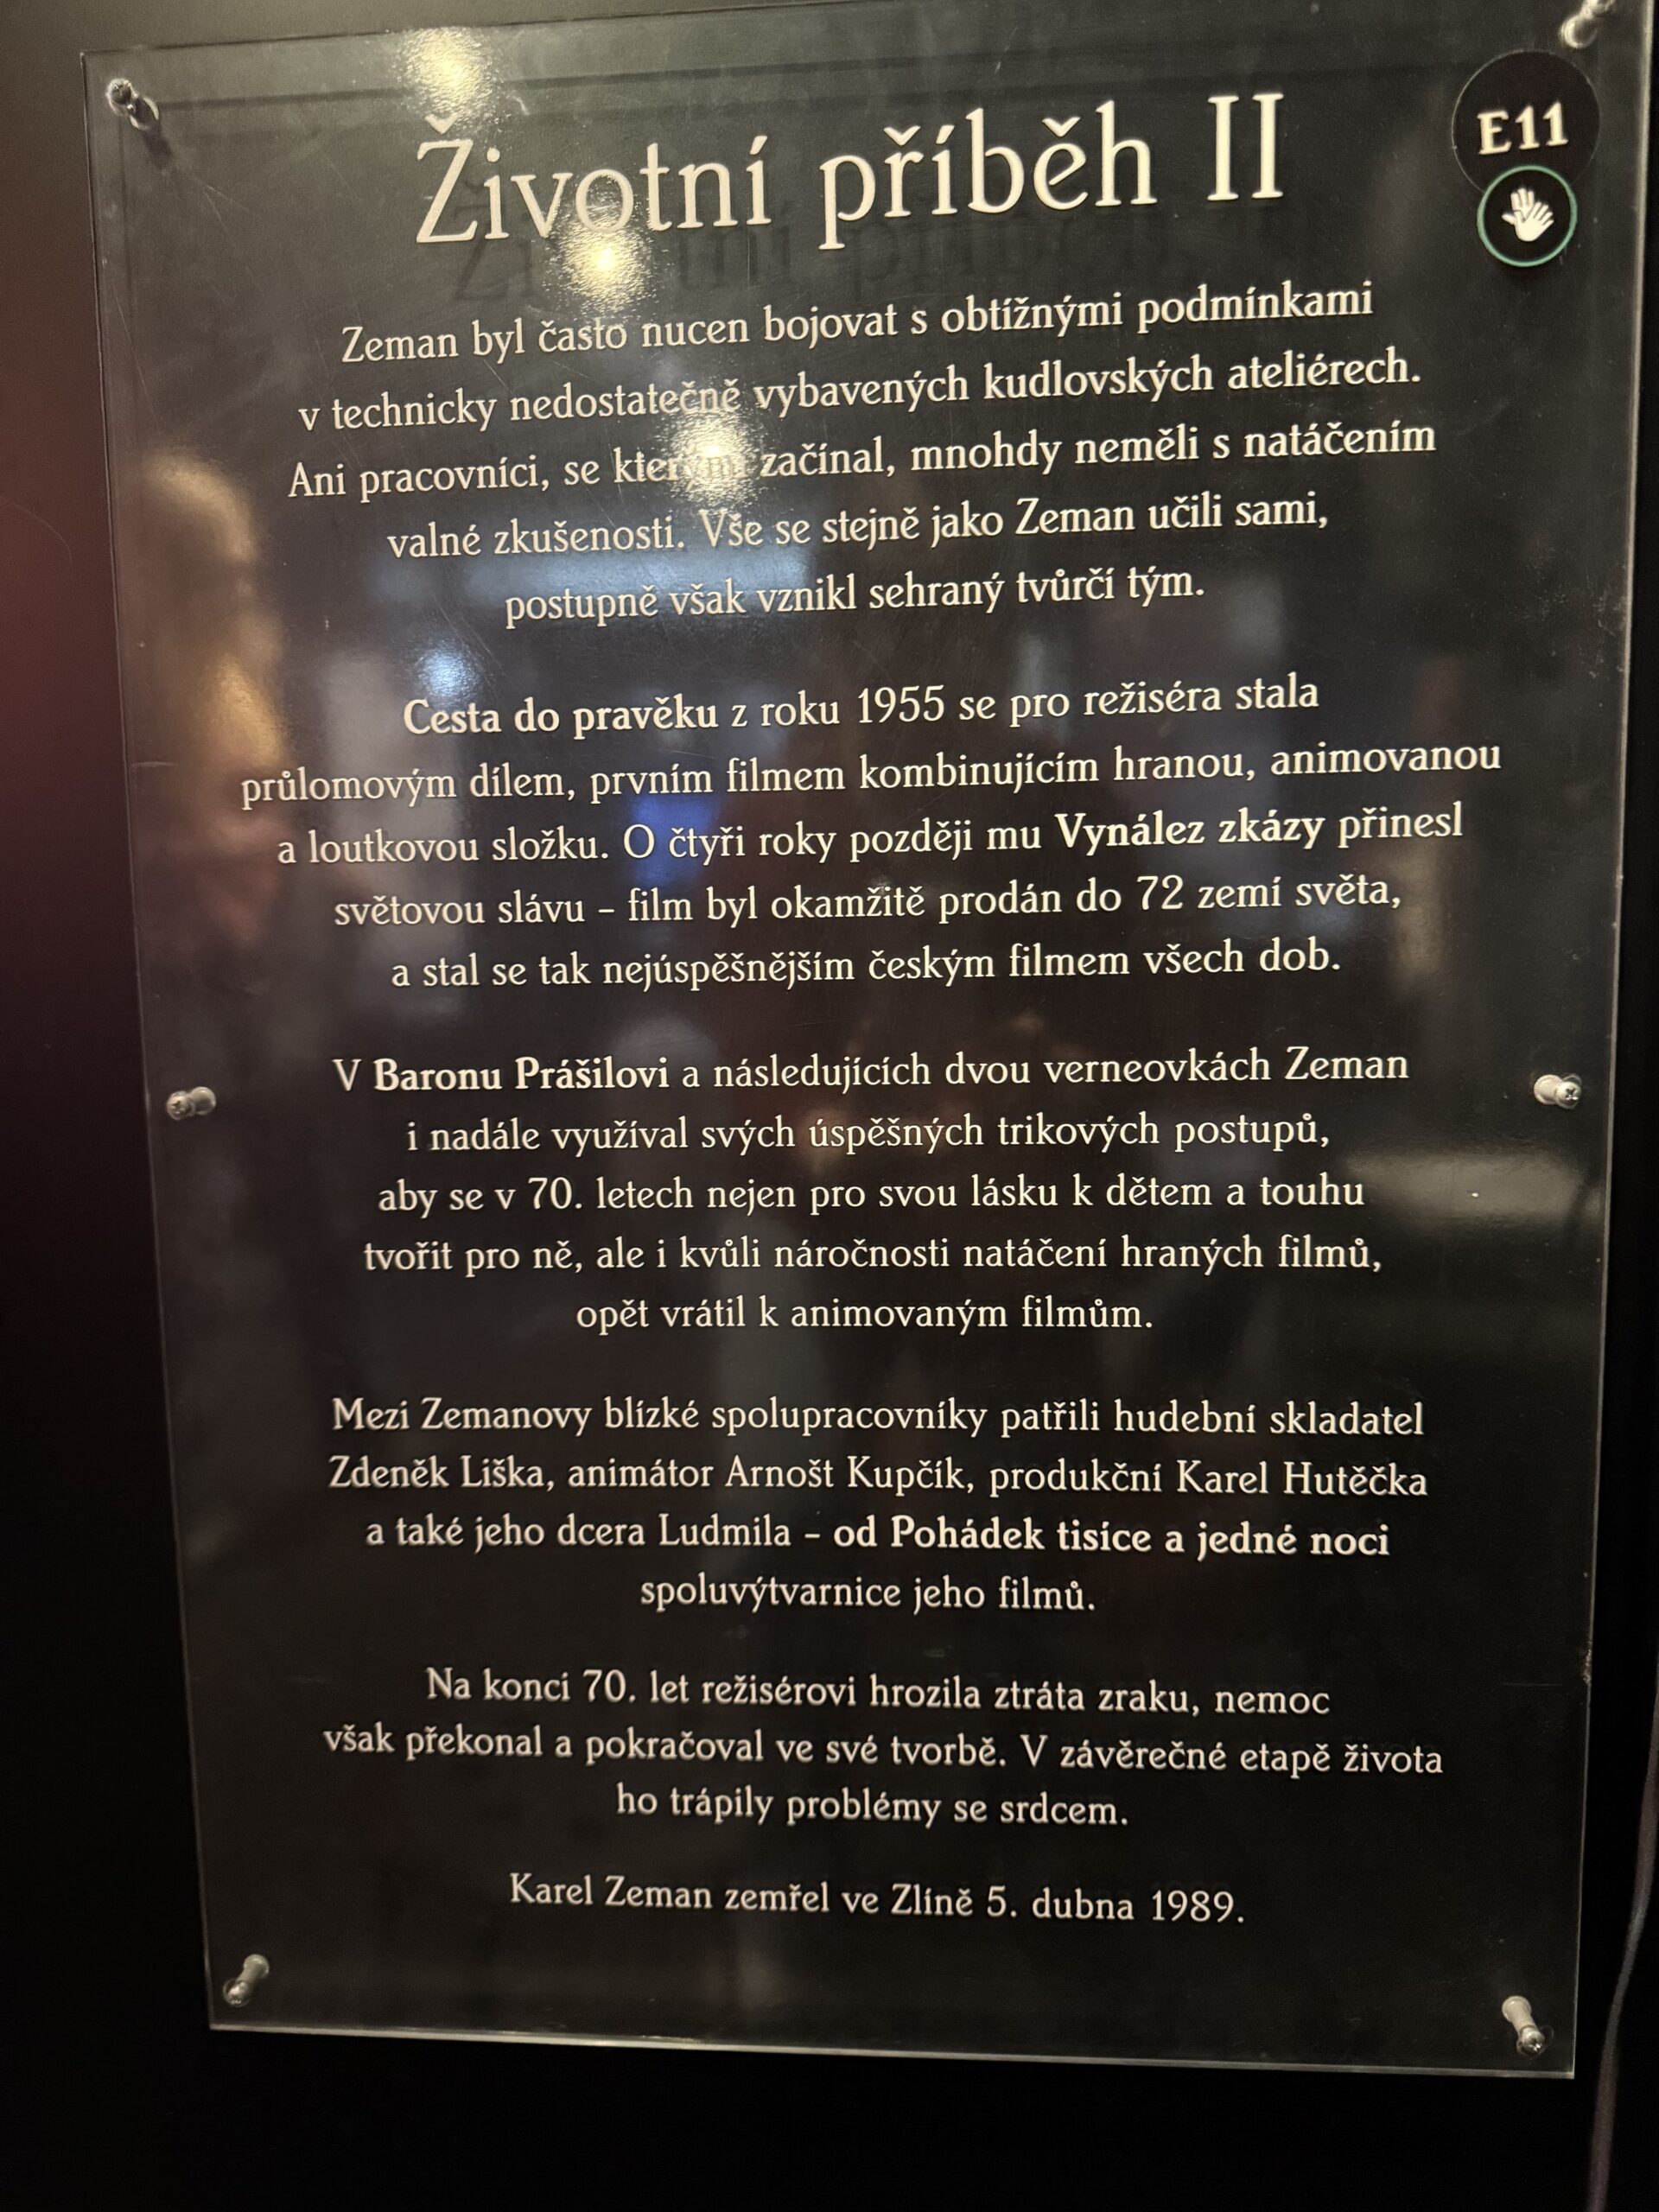 Životní příběh II
E11
Zeman byl často nucen bojovat s obtížnými podmínkami
v technicky nedostatečně vybavených kudlovských ateliérech.
Ani pracovníci, se začínal, mnohdy neměli s natáčením
valné zkušenosti. Vše se stejně jako Zeman učili sami,
postupně však vznikl sehraný tvůrčí tým.
Cesta do pravěku z roku 1955 se pro režiséra stala
průlomovým dílem, prvním filmem kombinujícím hranou, animovanou
a loutkovou složku. O čtyři roky později mu Vynález zkázy přinesl
světovou slávu – film byl okamžitě prodán do 72 zemí světa,
a stal se tak nejúspěšnějším českým filmem všech dob.
V Baronu Prášilovi a následujících dvou verneovkách Zeman
i nadále využíval svých úspěšných trikových postupů,
aby se v 70. letech nejen pro svou lásku k dětem a touhu
tvořit pro ně, ale i kvůli náročnosti natáčení hraných filmů,
opět vrátil k animovaným filmům.
Mezi Zemanovy blízké spolupracovníky patřili hudební skladatel
Zdeněk Liška, animátor Arnošt Kupčík, produkční Karel Hutěčka
a také jeho dcera Ludmila – od Pohádek tisíce a jedné noci
spoluvýtvarnice jeho filmů.
Na konci 70. let režisérovi hrozila ztráta zraku, nemoc
však překonal a pokračoval ve své tvorbě. V závěrečné etapě života
ho trápily problémy se srdcem.
Karel Zeman zemřel ve Zlíně 5. dubna 1989.